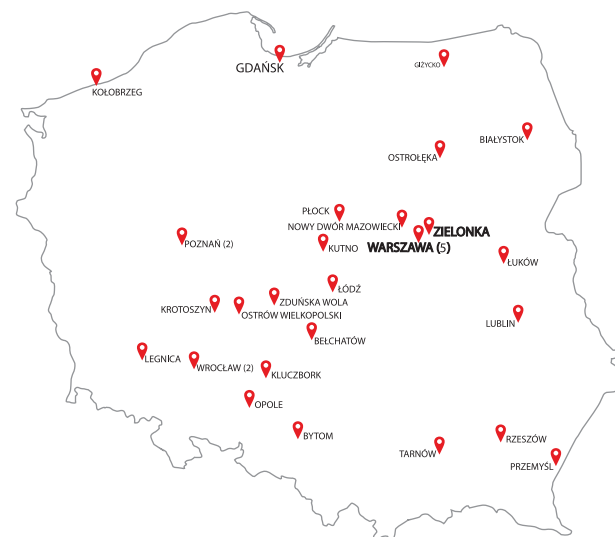 GDAŃSK
GIŻYCKO
KOŁOBRZEG
BIAŁYSTOK
OSTROŁĘKA
PŁOCK
NOWY DWÓR MAZOWIECKI
ZIELONKA
POZNAŃ (2)
KUTNO
WARSZAWA (5)
ŁUKÓW
ŁÓDŹ
ZDUŃSKA WOLA
KROTOSZYN
OSTRÓW WIELKOPOLSKI
LUBLIN
BEŁCHATÓW
LEGNICA
WROCŁAW (2)
KLUCZBORK
OPOLE
BYTOM
TARNÓW
RZESZÓW
PRZEMYŚL